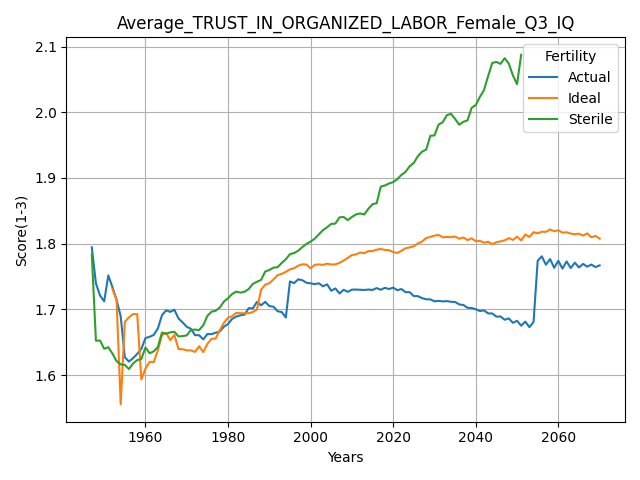 Average_TRUST_IN_ORGANIZED_LABOR_Female_Q3_IQ
2.1
2.0
1.9
1.8
1.7
1.6
Score(1-3)
Fertility
Actual
Ideal
Sterile
1960
1980
2000
2020
2040
2060
Years